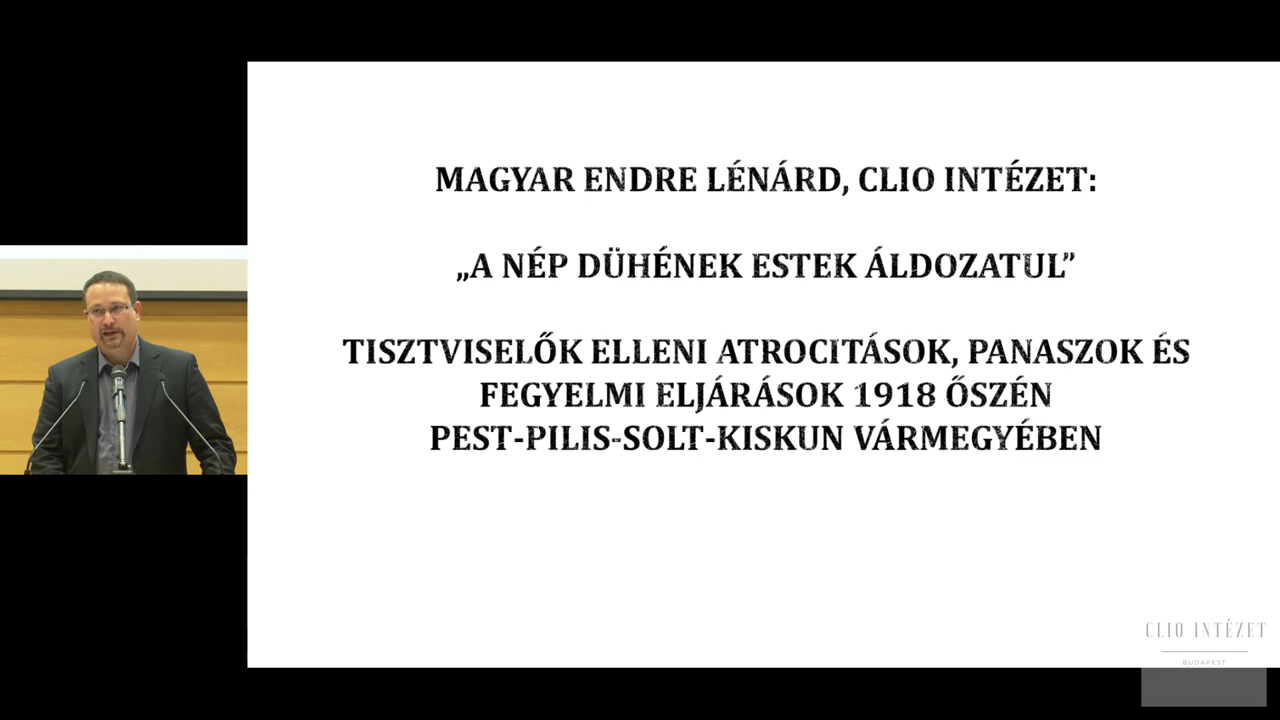 MAGYAR ENDRE LÉNÁRD, CLIO INTÉZET:
„A NÉP DÜHÉNEK ESTEK ÁLDOZATUL”
TISZTVISELŐK ELLENI ATROCITÁSOK, PANASZOK ÉS
FEGYELMI ELJÁRÁSOK 1918 ŐSZÉN
PEST-PILIS-SOLT-KISKUN VÁRMEGYÉBEN
CLIO INTÉZET
BUDAPEST